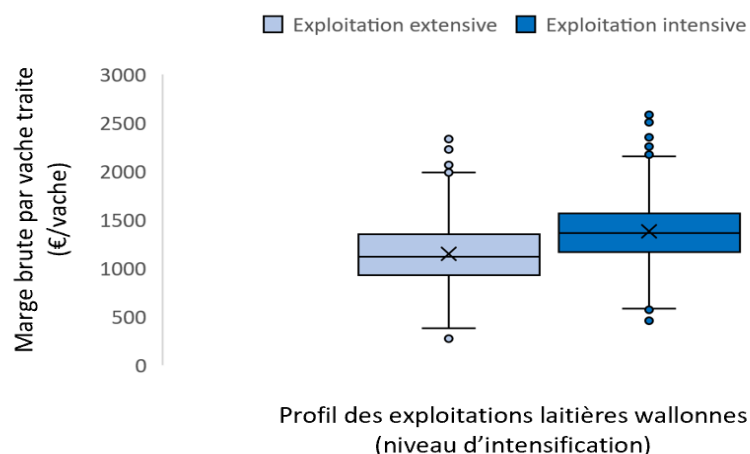 Exploitation extensive
Exploitation intensive
Marge brute par vache traite
(€/vache)
3000
2500
2000
1500
1000
500
0
Profil des exploitations laitières wallonnes
(niveau d’intensification)